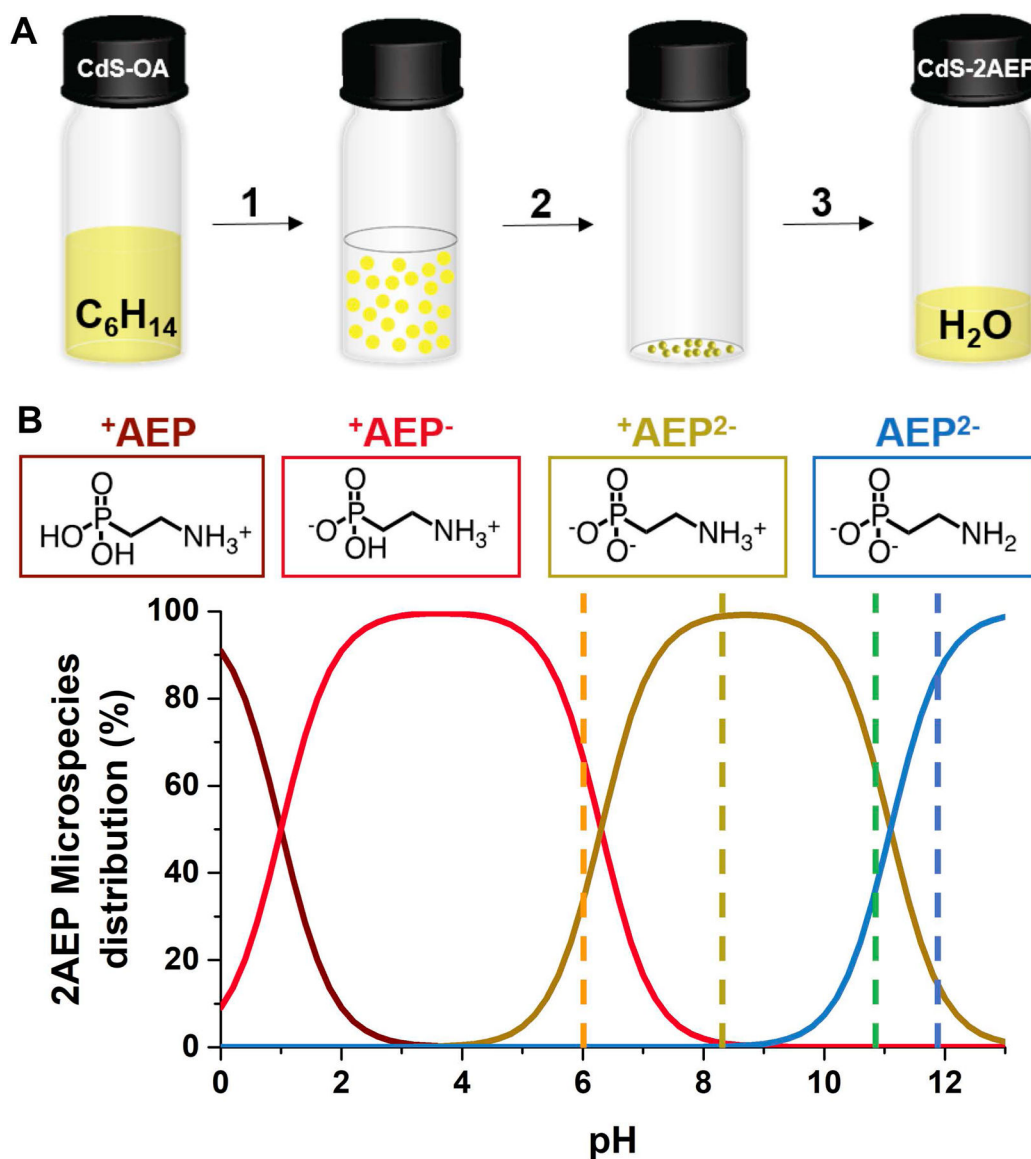 A
CdS-OA
CdS-2AEP
1
2
3
C₆H₁₄
H₂O
B
⁺AEP
⁺AEP⁻
⁺AEP²⁻
AEP²⁻
O
HO
P
OH
NH₃⁺
O
⁻O
P
OH
NH₃⁺
O
⁻O
P
O⁻
NH₃⁺
O
⁻O
P
O⁻
NH₂
2AEP Microspecies
distribution (%)
100
80
60
40
20
0
0 2 4 6 8 10 12
pH